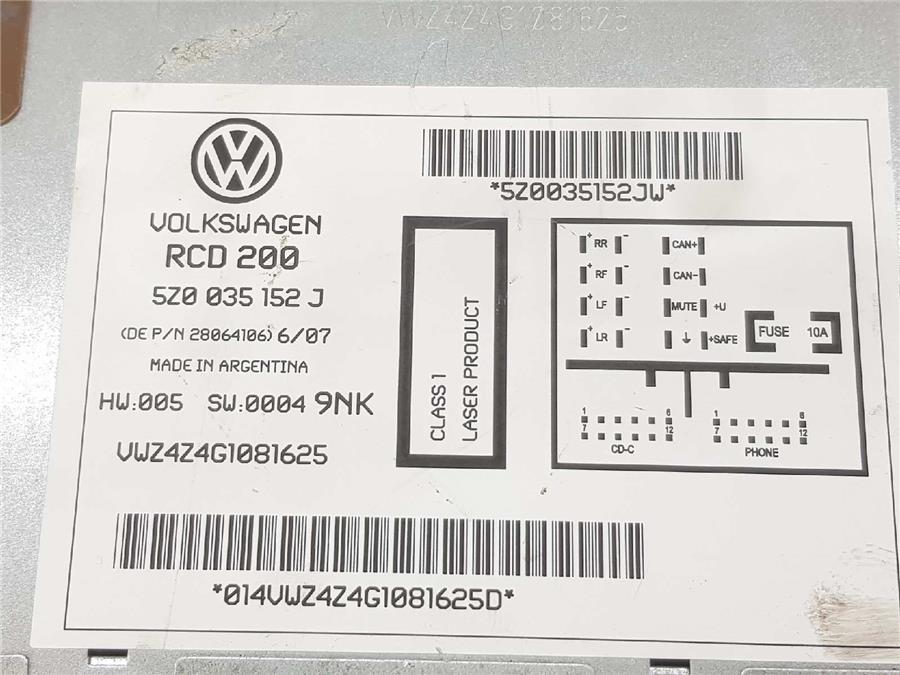 VWZ4Z4G1081625
*5Z0035152JW*
VOLKSWAGEN
RCD 200
5Z0 035 152 J
(DE P/N 28064106) 6/07
MADE IN ARGENTINA
HW:005 SW:0004 9NK
VWZ4Z4G1081625
CLASS 1
LASER PRODUCT
+ RR - CAN+
+ RF - CAN-
+ LF - MUTE +U
+ LR - +SAFE
FUSE 10A
1 6 1 6
7 12 7 12
CD-C PHONE
*014VWZ4Z4G1081625D*